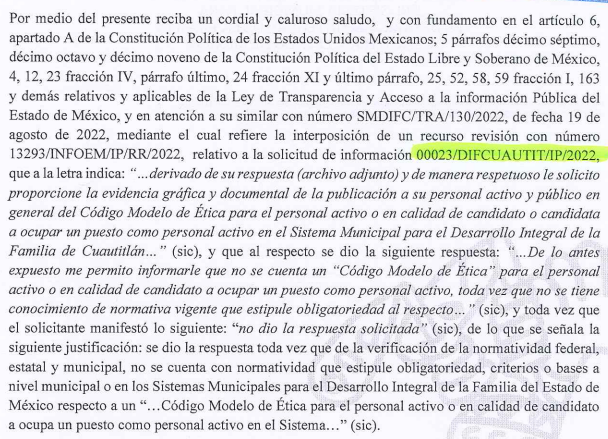 Por medio del presente reciba un cordial y caluroso saludo, y con fundamento en el artículo 6,
apartado A de la Constitución Política de los Estados Unidos Mexicanos; 5 párrafos décimo séptimo,
décimo octavo y décimo noveno de la Constitución Política del Estado Libre y Soberano de México,
4, 12, 23 fracción IV, párrafo último, 24 fracción XI y último párrafo, 25, 52, 58, 59 fracción I, 163
y demás relativos y aplicables de la Ley de Transparencia y Acceso a la información Pública del
Estado de México, y en atención a su similar con número SMDIFC/TRA/130/2022, de fecha 19 de
agosto de 2022, mediante el cual refiere la interposición de un recurso revisión con número
13293/INFOEM/IP/RR/2022, relativo a la solicitud de información 00023/DIFCUAUTIT/IP/2022,
que a la letra indica: “...derivado de su respuesta (archivo adjunto) y de manera respetuoso le solicito
proporcione la evidencia gráfica y documental de la publicación a su personal activo y público en
general del Código Modelo de Ética para el personal activo o en calidad de candidato o candidata
a ocupar un puesto como personal activo en el Sistema Municipal para el Desarrollo Integral de la
Familia de Cuautitlán...” (sic), y que al respecto se dio la siguiente respuesta: “...De lo antes
expuesto me permito informarle que no se cuenta un “Código Modelo de Ética” para el personal
activo o en calidad de candidato a ocupar un puesto como personal activo, toda vez que no se tiene
conocimiento de normativa vigente que estipule obligatoriedad al respecto...” (sic), y toda vez que
el solicitante manifestó lo siguiente: “no dio la respuesta solicitada” (sic), de lo que se señala la
siguiente justificación: se dio la respuesta toda vez que de la verificación de la normatividad federal,
estatal y municipal, no se cuenta con normatividad que estipule obligatoriedad, criterios o bases a
nivel municipal o en los Sistemas Municipales para el Desarrollo Integral de la Familia del Estado de
México respecto a un “...Código Modelo de Ética para el personal activo o en calidad de candidato
a ocupa un puesto como personal activo en el Sistema...” (sic).